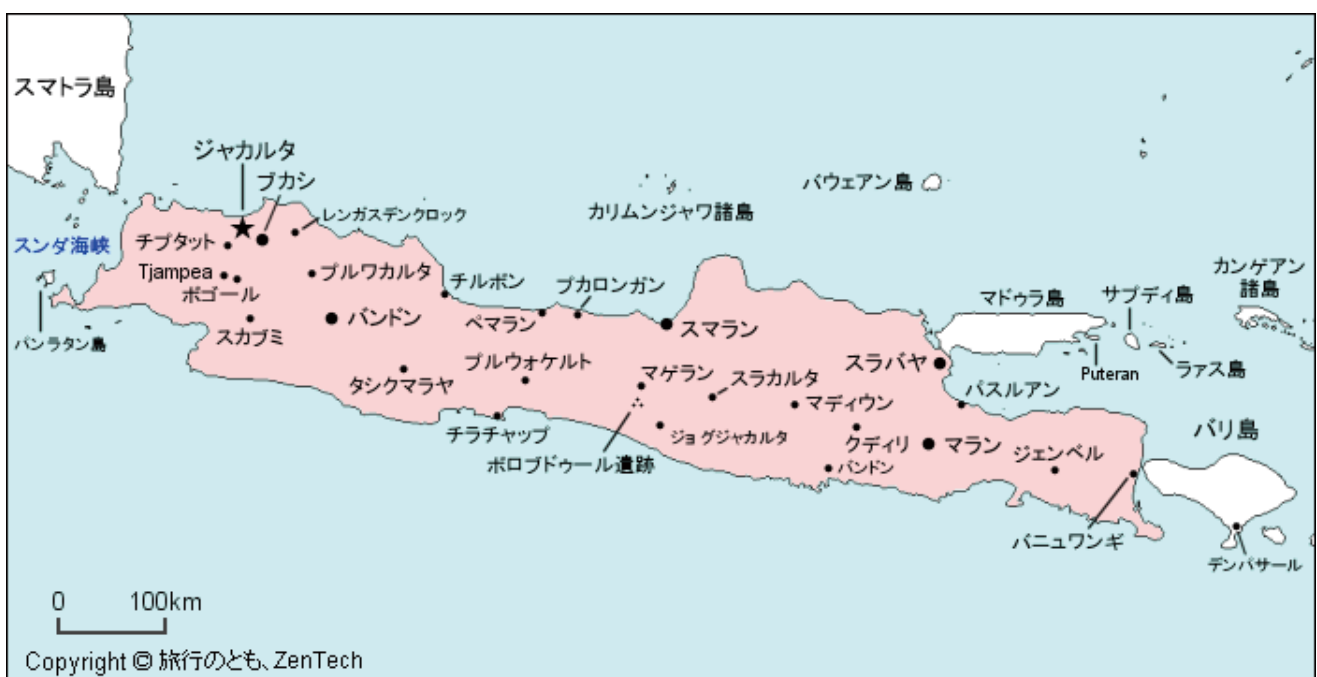 スマトラ島
ジャカルタ
ブカシ
レンガスデンクロック
バウェアン島
カリムンジャワ諸島
スンダ海峡
チプタット
Tjampea
ボゴール
プルワカルタ
チルボン
プカロンガン
カンゲアン
諸島
マドゥラ島
サプディ島
パンラタン島
スカブミ
バンドン
ペマラン
スマラン
スラバヤ
Puteran
ラァス島
タシクマラヤ
プルウォケルト
マゲラン
スラカルタ
マディウン
パスルアン
チラチャップ
ボロブドゥール遺跡
ジョグジャカルタ
クディリ
バンドン
マラン
ジェンベル
バリ島
バニュワンギ
デンパサール
0 100km
Copyright © 旅行のとも、ZenTech